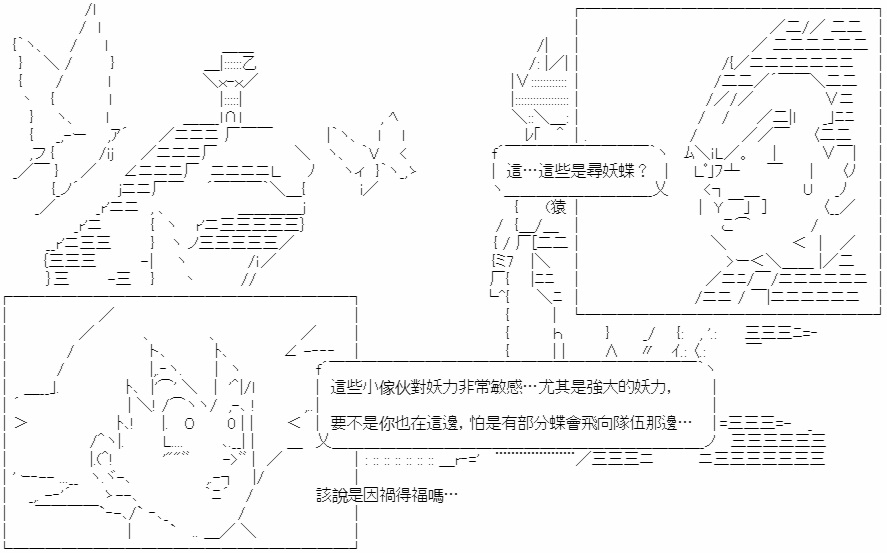 這…這些是尋妖蝶？
猿
這些小傢伙對妖力非常敏感…尤其是強大的妖力，
要不是你也在這邊，怕是有部分蝶會飛向隊伍那邊…
該說是因禍得福嗎…